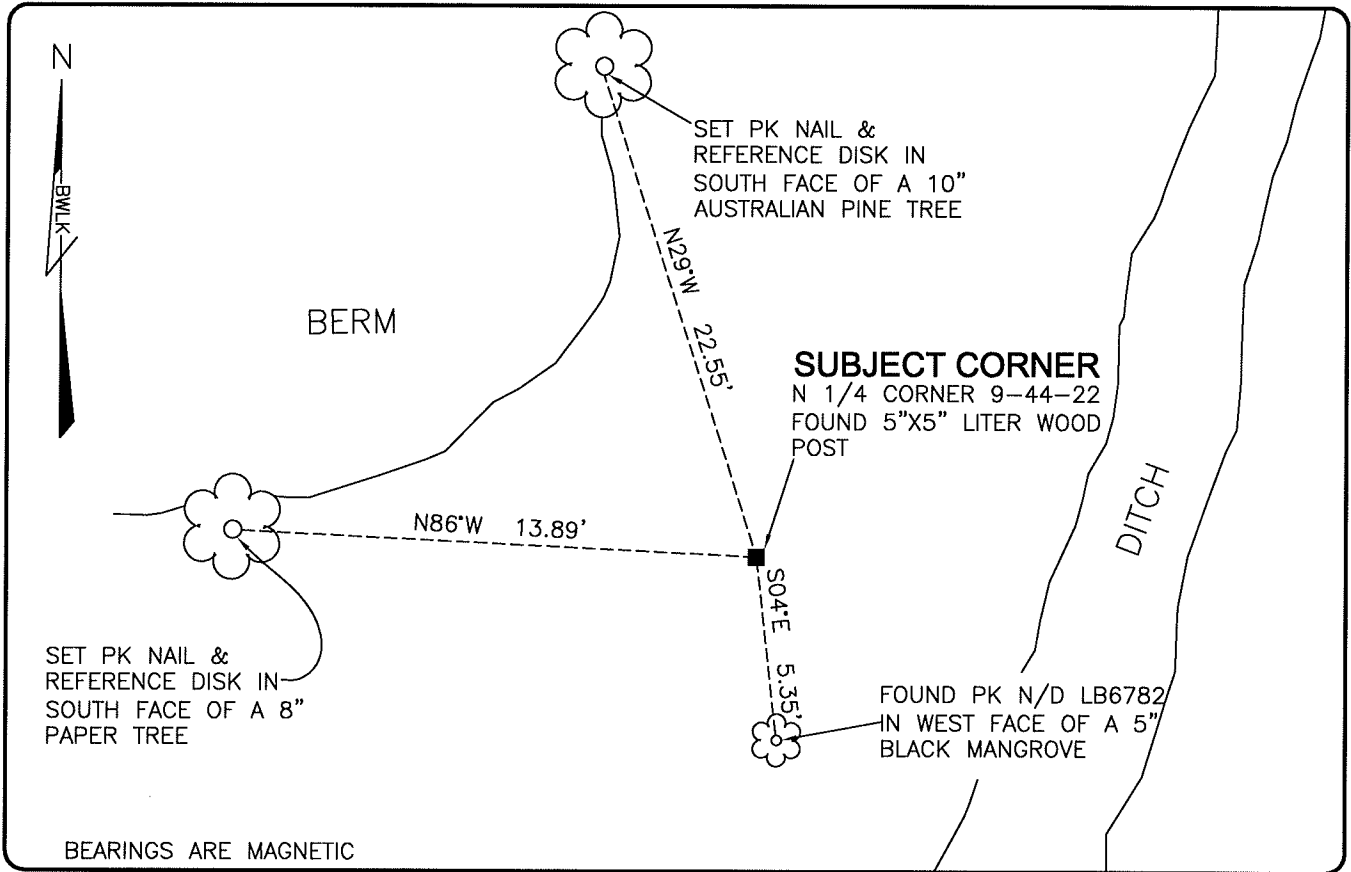 N
BWLK
SET PK NAIL &
REFERENCE DISK IN
SOUTH FACE OF A 10"
AUSTRALIAN PINE TREE
N29°W 22.55'
BERM
SUBJECT CORNER
N 1/4 CORNER 9-44-22
FOUND 5"X5" LITER WOOD
POST
N86°W 13.89'
DITCH
S04°E 5.35'
SET PK NAIL &
REFERENCE DISK IN
SOUTH FACE OF A 8"
PAPER TREE
FOUND PK N/D LB6782
IN WEST FACE OF A 5"
BLACK MANGROVE
BEARINGS ARE MAGNETIC